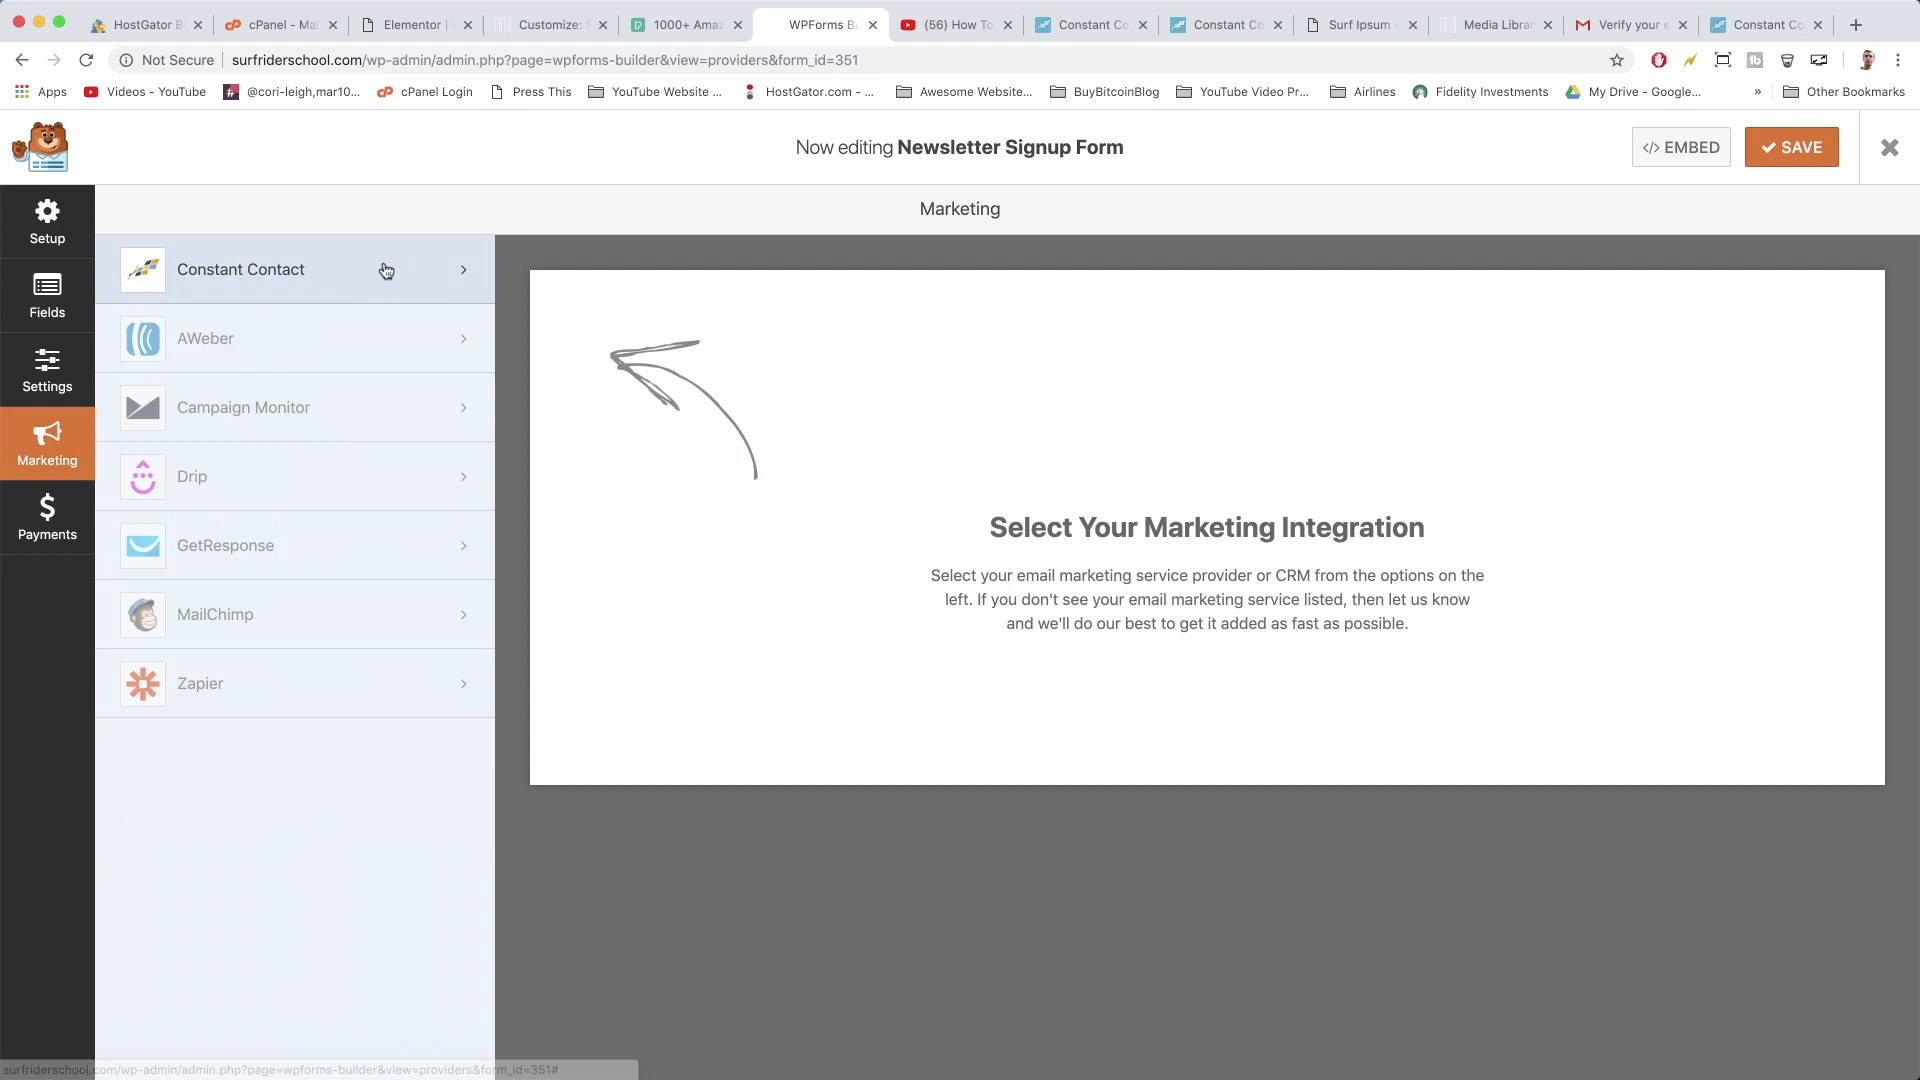 HostGator B
cPanel - Ma
Elementor |
Customize: S
1000+ Amaz
WPForms Bu
(56) How To
Constant Co
Constant Co
Surf Ipsum -
Media Librar
Verify your e
Constant Co
Not Secure
surfriderschool.com/wp-admin/admin.php?page=wpforms-builder&view=providers&form_id=351
Apps
Videos - YouTube
@cori-leigh,mar10...
cPanel Login
Press This
YouTube Website ...
HostGator.com - ...
Awesome Website...
BuyBitcoinBlog
YouTube Video Pr...
Airlines
Fidelity Investments
My Drive - Google...
»
Other Bookmarks
Now editing Newsletter Signup Form
</> EMBED
SAVE
Marketing
Setup
Fields
Settings
Marketing
Payments
Constant Contact
AWeber
Campaign Monitor
Drip
GetResponse
MailChimp
Zapier
Select Your Marketing Integration
Select your email marketing service provider or CRM from the options on the
left. If you don't see your email marketing service listed, then let us know
and we'll do our best to get it added as fast as possible.
surfriderschool.com/wp-admin/admin.php?page=wpforms-builder&view=providers&form_id=351#